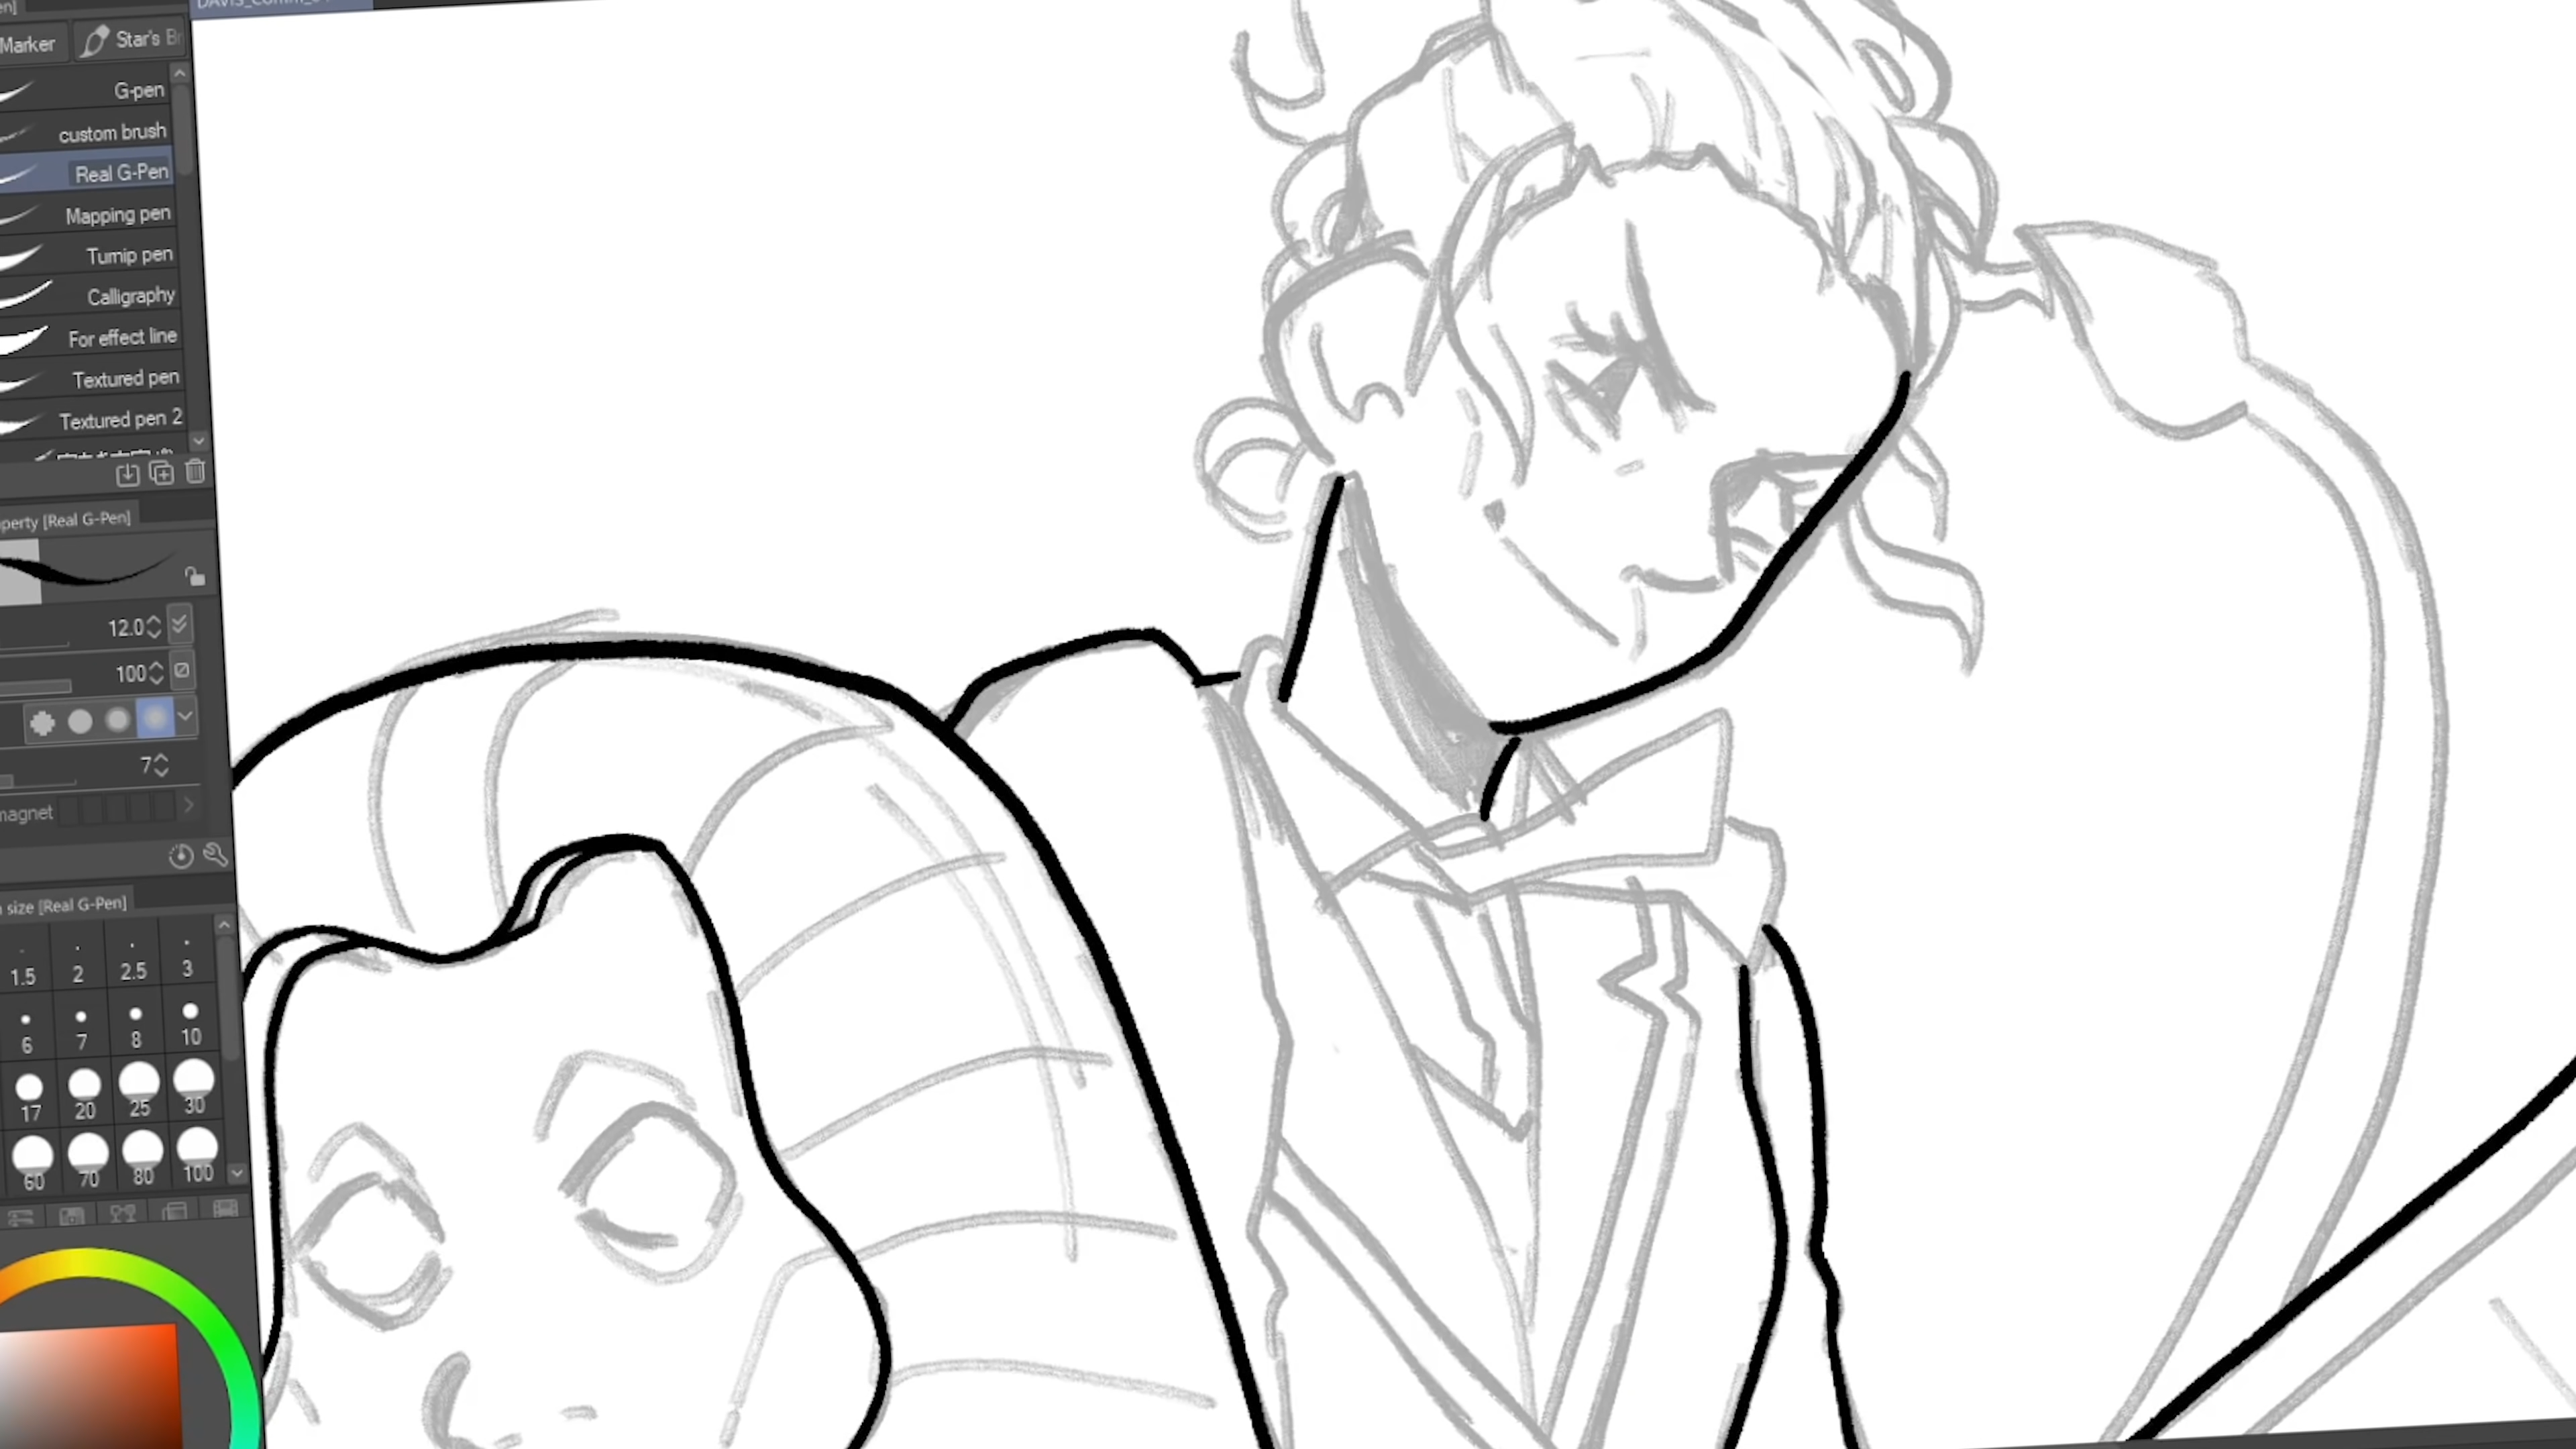 Marker
Star's Br
G-pen
custom brush
Real G-Pen
Mapping pen
Turnip pen
Calligraphy
For effect line
Textured pen
Textured pen 2
perty [Real G-Pen]
12.0
100
7
magnet
size [Real G-Pen]
1.5 2 2.5 3
6 7 8 10
17 20 25 30
60 70 80 100